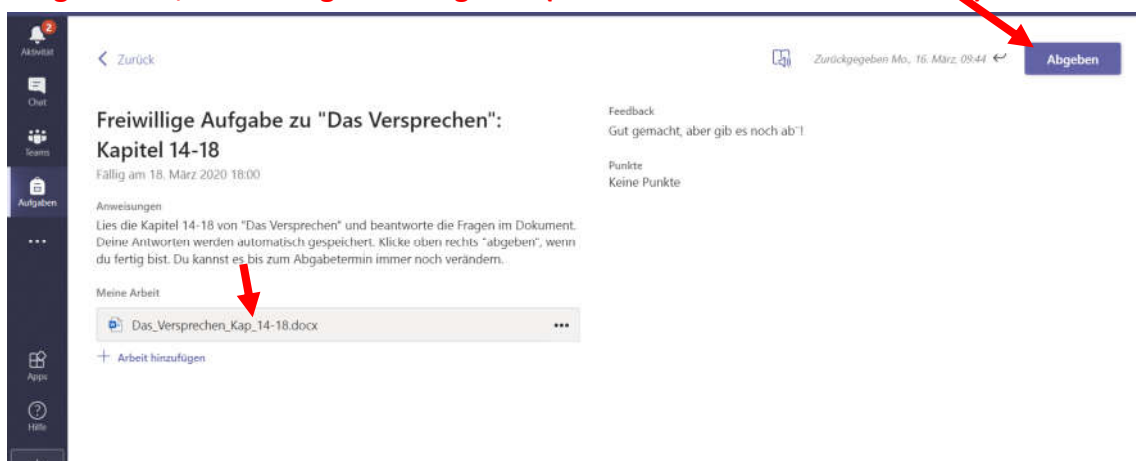 2
Aktivität
Chat
Teams
Aufgaben
Apps
Hilfe
Zurück
Zurückgegeben Mo., 16. März, 09:44
Abgeben
Freiwillige Aufgabe zu "Das Versprechen":
Kapitel 14-18
Fällig am 18. März 2020 18:00
Anweisungen
Lies die Kapitel 14-18 von "Das Versprechen" und beantworte die Fragen im Dokument.
Deine Antworten werden automatisch gespeichert. Klicke oben rechts "abgeben", wenn
du fertig bist. Du kannst es bis zum Abgabetermin immer noch verändern.
Meine Arbeit
Das_Versprechen_Kap_14-18.docx
Arbeit hinzufügen
Feedback
Gut gemacht, aber gib es noch ab¨!
Punkte
Keine Punkte